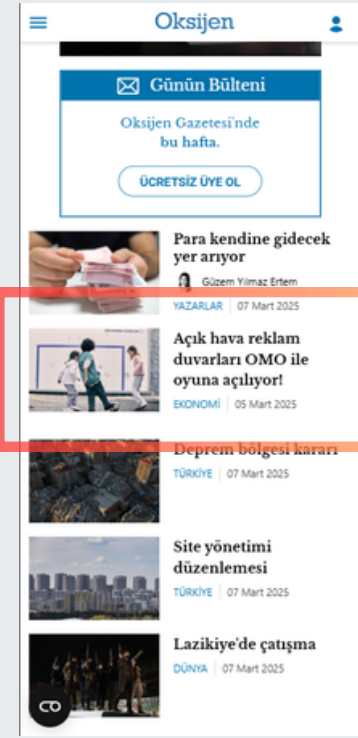 Oksijen
Günün Bülteni
Oksijen Gazetesi'nde
bu hafta.
ÜCRETSİZ ÜYE OL
Para kendine gidecek
yer arıyor
Güzem Yılmaz Ertem
YAZARLAR | 07 Mart 2025
Açık hava reklam
duvarları OMO ile
oyuna açılıyor!
EKONOMİ | 05 Mart 2025
Deprem bölgesi kararı
TÜRKİYE | 07 Mart 2025
Site yönetimi
düzenlemesi
TÜRKİYE | 07 Mart 2025
Lazikiye'de çatışma
DÜNYA | 07 Mart 2025